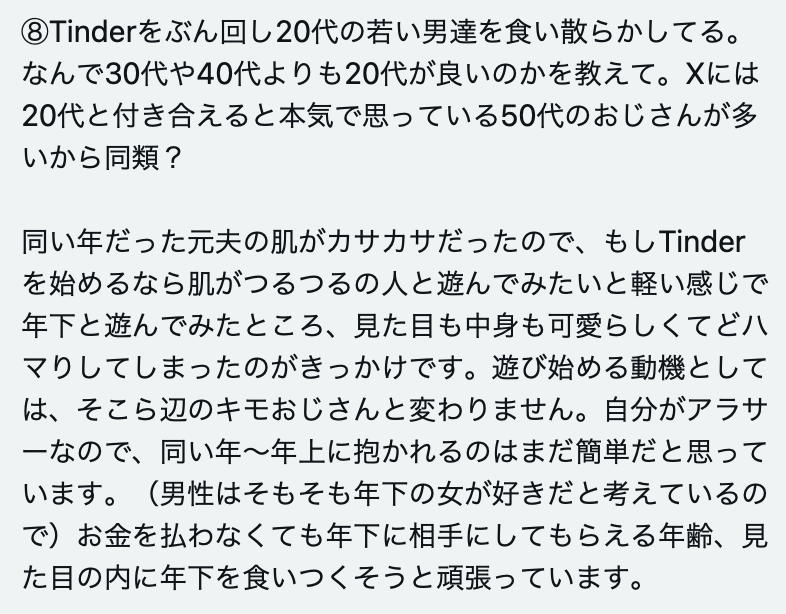 ⑧Tinderをぶん回し20代の若い男達を食い散らかしてる。
なんで30代や40代よりも20代が良いのかを教えて。Xには
20代と付き合えると本気で思っている50代のおじさんが多
いから同類？
同い年だった元夫の肌がカサカサだったので、もしTinder
を始めるなら肌がつるつるの人と遊んでみたいと軽い感じで
年下と遊んでみたところ、見た目も中身も可愛らしくてどハ
マりしてしまったのがきっかけです。遊び始める動機として
は、そこら辺のキモおじさんと変わりません。自分がアラサ
ーなので、同い年〜年上に抱かれるのはまだ簡単だと思って
います。（男性はそもそも年下の女が好きだと考えているの
で）お金を払わなくても年下に相手にしてもらえる年齢、見
た目の内に年下を食いつくそうと頑張っています。